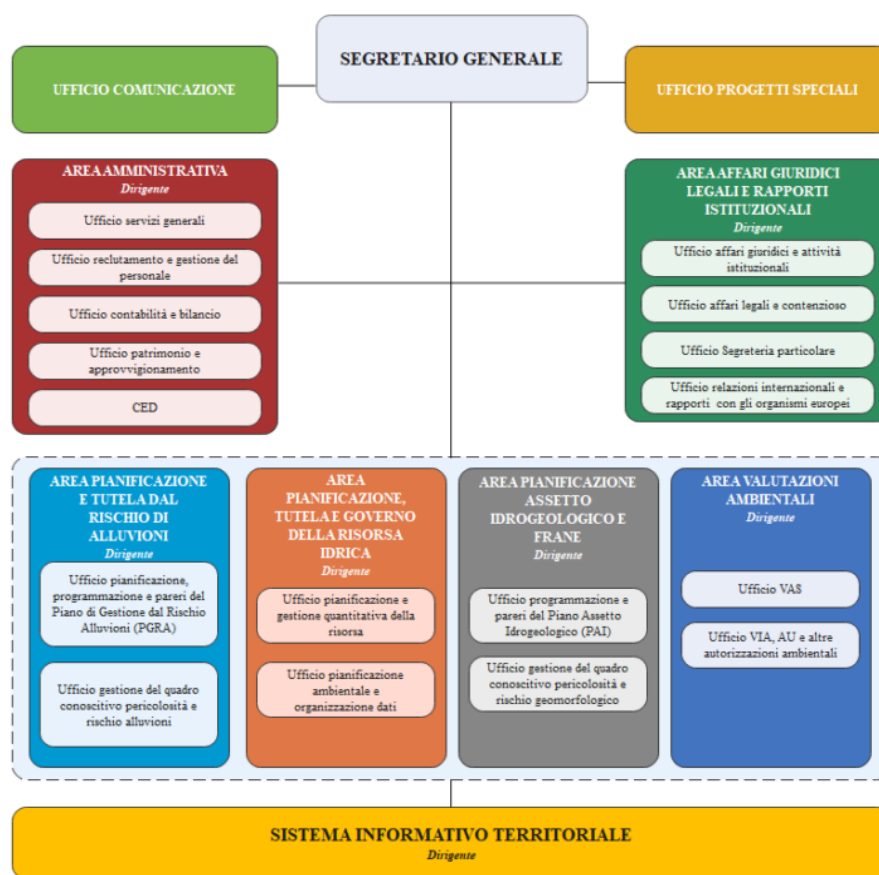 SEGRETARIO GENERALE
UFFICIO COMUNICAZIONE
UFFICIO PROGETTI SPECIALI
AREA AMMINISTRATIVA
Dirigente
Ufficio servizi generali
Ufficio reclutamento e gestione del
personale
Ufficio contabilità e bilancio
Ufficio patrimonio e
approvvigionamento
CED
AREA AFFARI GIURIDICI
LEGALI E RAPPORTI
ISTITUZIONALI
Dirigente
Ufficio affari giuridici e attività
istituzionali
Ufficio affari legali e contenzioso
Ufficio Segreteria particolare
Ufficio relazioni internazionali e
rapporti con gli organismi europei
AREA PIANIFICAZIONE
E TUTELA DAL
RISCHIO DI
ALLUVIONI
Dirigente
Ufficio pianificazione,
programmazione e pareri del
Piano di Gestione dal Rischio
Alluvioni (PGRA)
Ufficio gestione del quadro
conoscitivo pericolosità e
rischio alluvioni
AREA
PIANIFICAZIONE,
TUTELA E GOVERNO
DELLA RISORSA
IDRICA
Dirigente
Ufficio pianificazione e
gestione quantitativa della
risorsa
Ufficio pianificazione
ambientale e
organizzazione dati
AREA PIANIFICAZIONE
ASSETTO
IDROGEOLOGICO E
FRANE
Dirigente
Ufficio programmazione e
pareri del Piano Assetto
Idrogeologico (PAI)
Ufficio gestione del quadro
conoscitivo pericolosità e
rischio geomorfologico
AREA VALUTAZIONI
AMBIENTALI
Dirigente
Ufficio VAS
Ufficio VIA, AU e altre
autorizzazioni ambientali
SISTEMA INFORMATIVO TERRITORIALE
Dirigente